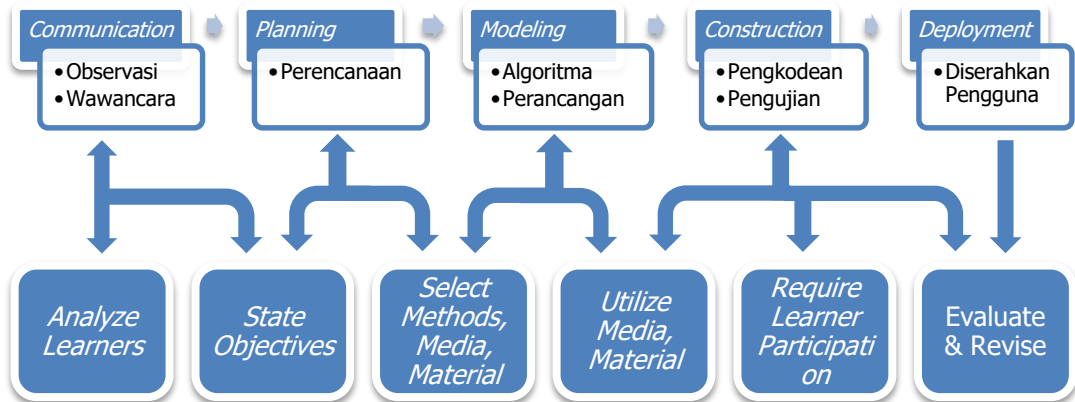 Communication
Planning
Modeling
Construction
Deployment
•Observasi
•Wawancara
•Perencanaan
•Algoritma
•Perancangan
•Pengkodean
•Pengujian
•Diserahkan
Pengguna
Analyze
Learners
State
Objectives
Select
Methods,
Media,
Material
Utilize
Media,
Material
Require
Learner
Participati
on
Evaluate
& Revise